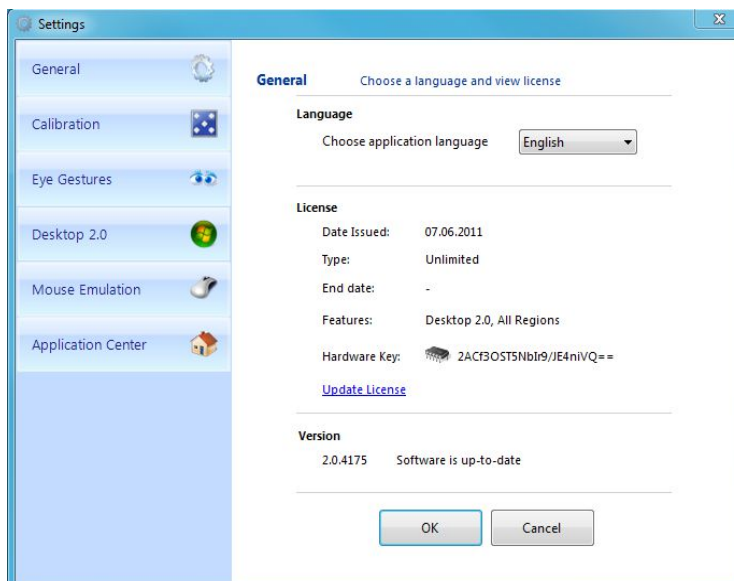 Settings
General
Calibration
Eye Gestures
Desktop 2.0
Mouse Emulation
Application Center
General Choose a language and view license
Language
Choose application language English
License
Date Issued: 07.06.2011
Type: Unlimited
End date: -
Features: Desktop 2.0, All Regions
Hardware Key: 2ACf3OST5NbIr9/JE4niVQ==
Update License
Version
2.0.4175 Software is up-to-date
OK Cancel